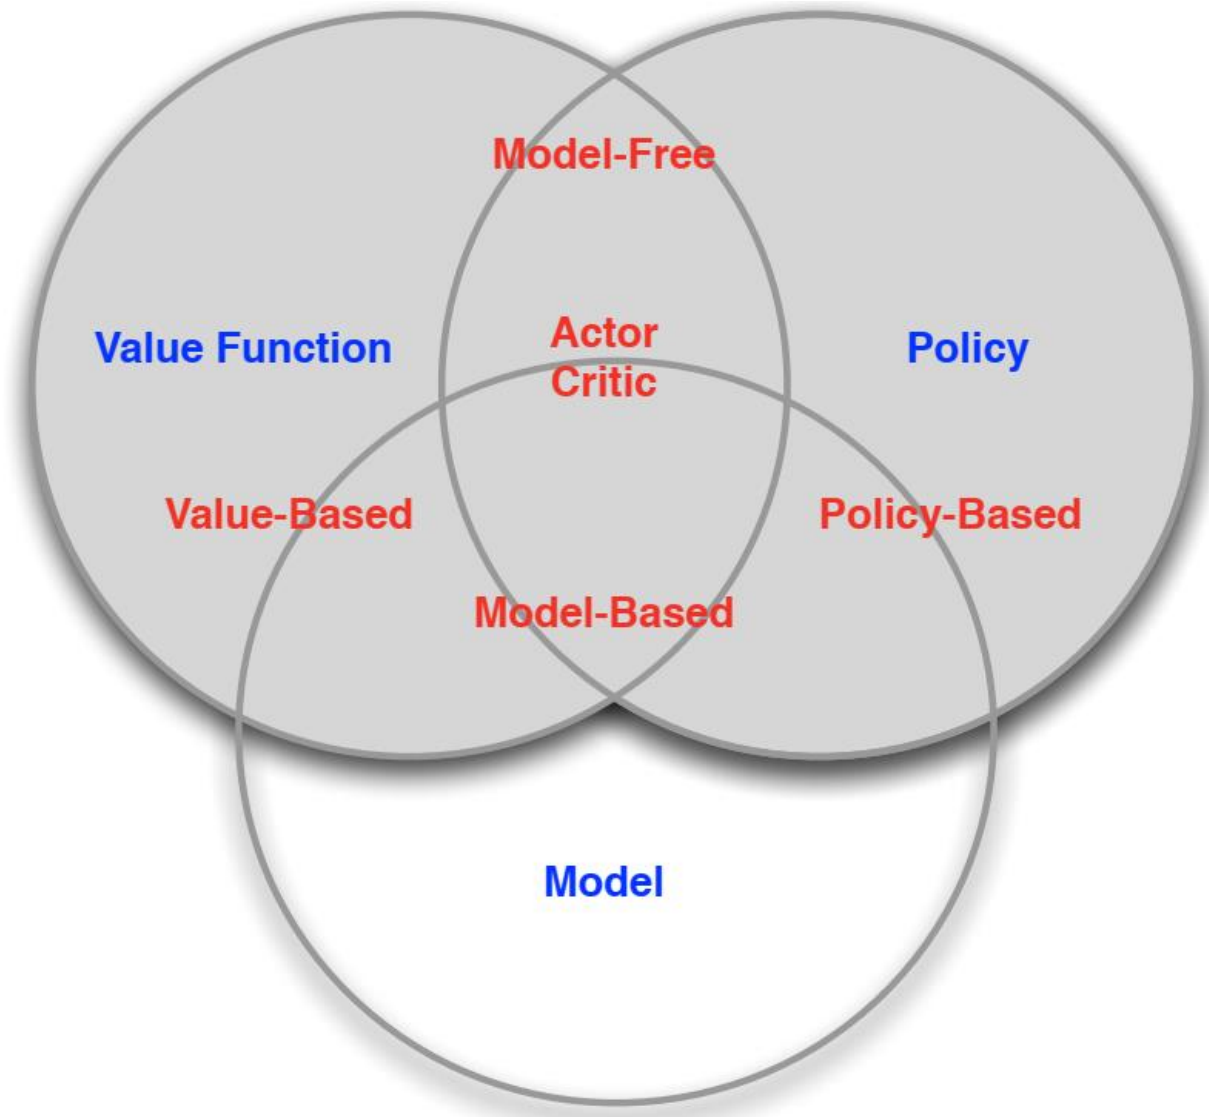 Model-Free
Actor
Critic
Value Function
Policy
Value-Based
Policy-Based
Model-Based
Model